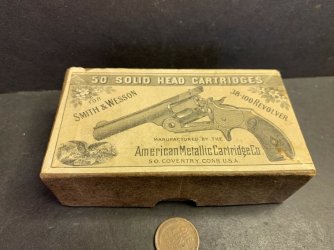 50 SOLID HEAD CARTRIDGES
FOR
SMITH & WESSON
38-100 REVOLVER.
MANUFACTURED BY THE
American Metallic Cartridge Co
SO. COVENTRY, CONN. U.S.A.